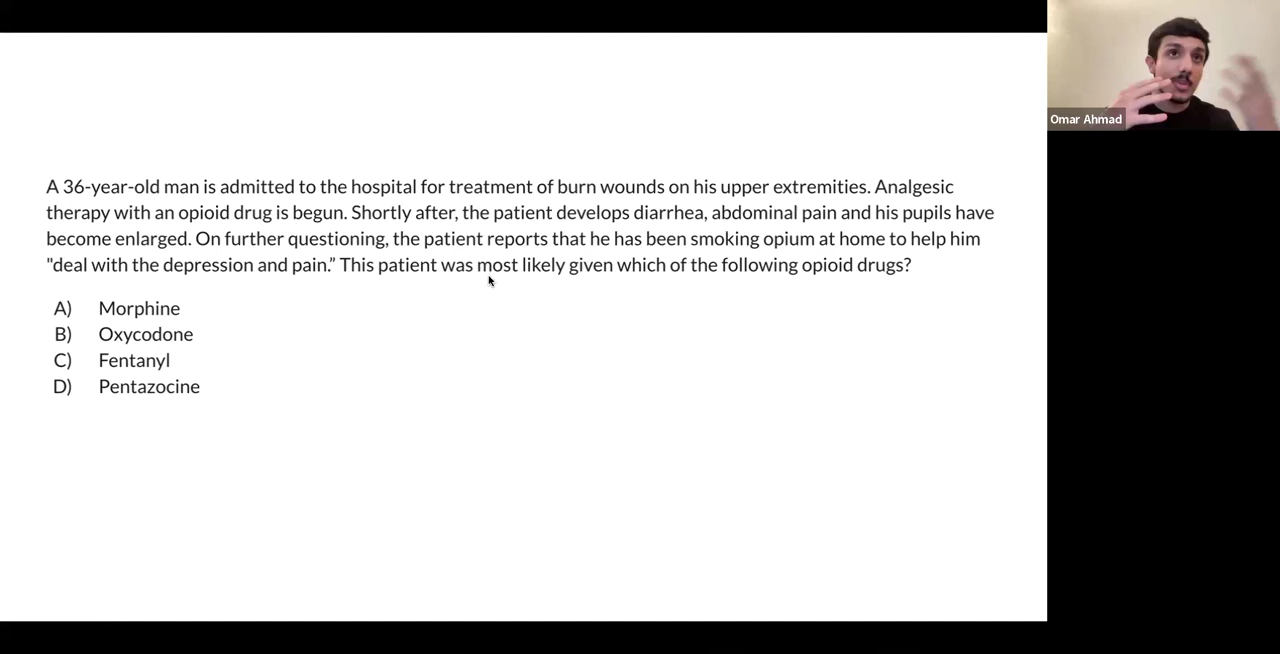 A 36-year-old man is admitted to the hospital for treatment of burn wounds on his upper extremities. Analgesic
therapy with an opioid drug is begun. Shortly after, the patient develops diarrhea, abdominal pain and his pupils have
become enlarged. On further questioning, the patient reports that he has been smoking opium at home to help him
"deal with the depression and pain.” This patient was most likely given which of the following opioid drugs?
A) Morphine
B) Oxycodone
C) Fentanyl
D) Pentazocine
Omar Ahmad